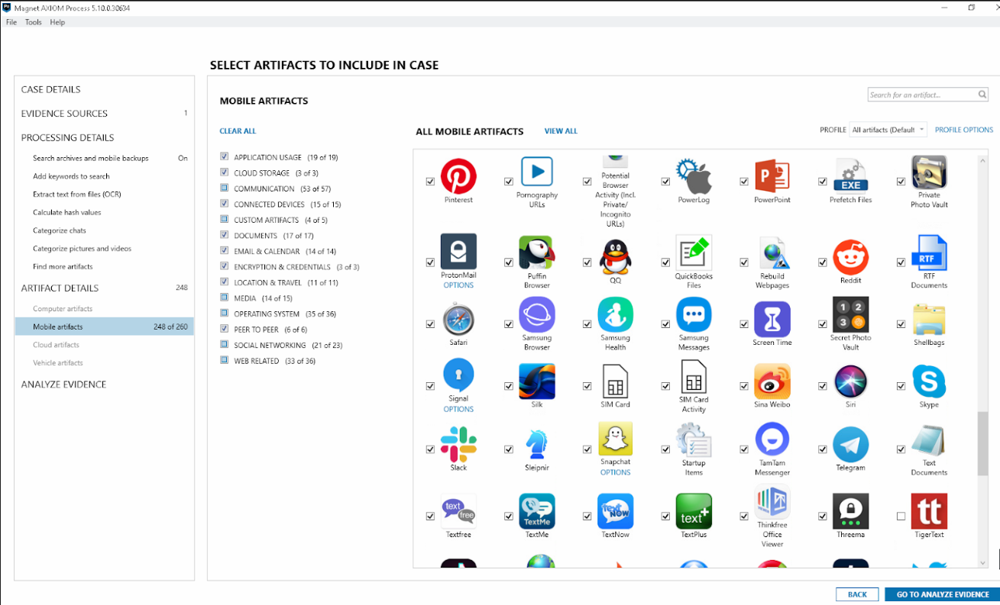 Magnet AXIOM Process 5.10.0.30634
File Tools Help
SELECT ARTIFACTS TO INCLUDE IN CASE
CASE DETAILS
EVIDENCE SOURCES 1
PROCESSING DETAILS
Search archives and mobile backups On
Add keywords to search
Extract text from files (OCR)
Calculate hash values
Categorize chats
Categorize pictures and videos
Find more artifacts
ARTIFACT DETAILS 248
Computer artifacts
Mobile artifacts 248 of 260
Cloud artifacts
Vehicle artifacts
ANALYZE EVIDENCE
MOBILE ARTIFACTS
Search for an artifact...
CLEAR ALL
APPLICATION USAGE (19 of 19)
CLOUD STORAGE (3 of 3)
COMMUNICATION (53 of 57)
CONNECTED DEVICES (15 of 15)
CUSTOM ARTIFACTS (4 of 5)
DOCUMENTS (17 of 17)
EMAIL & CALENDAR (14 of 14)
ENCRYPTION & CREDENTIALS (3 of 3)
LOCATION & TRAVEL (11 of 11)
MEDIA (14 of 15)
OPERATING SYSTEM (35 of 36)
PEER TO PEER (6 of 6)
SOCIAL NETWORKING (21 of 23)
WEB RELATED (33 of 36)
ALL MOBILE ARTIFACTS VIEW ALL
PROFILE All artifacts (Default PROFILE OPTIONS
Pinterest
Pornography
URLs
Potential
Browser
Activity (Incl.
Private/
Incognito
URLs)
PowerLog
P
PowerPoint
EXE
Prefetch Files
Private
Photo Vault
ProtonMail
OPTIONS
Puffin
Browser
QQ
QuickBooks
Files
Rebuild
Webpages
Reddit
RTF
RTF
Documents
Safari
Samsung
Browser
Samsung
Health
Samsung
Messages
Screen Time
1 2
3
Secret Photo
Vault
Shellbags
Signal
OPTIONS
Silk
SIM Card
SIM Card
Activity
Sina Weibo
Siri
S
Skype
Slack
Sleipnir
Snapchat
OPTIONS
Startup
Items
TamTam
Messenger
Telegram
Text
Documents
text
free
Textfree
TextMe
TextMe
text
NOW
TextNow
text+
TextPlus
VIEWER
T
Thinkfree
Office
Viewer
Threema
tt
TigerText
BACK
GO TO ANALYZE EVIDENCE